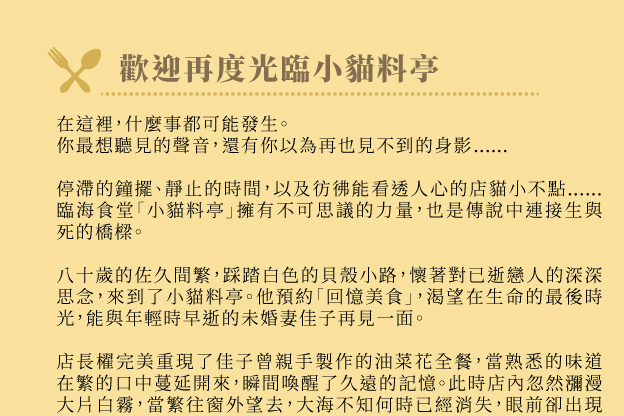 歡迎再度光臨小貓料亭
在這裡，什麼事都可能發生。
你最想聽見的聲音，還有你以為再也見不到的身影……
停滯的鐘擺、靜止的時間，以及彷彿能看透人心的店貓小不點……
臨海食堂「小貓料亭」擁有不可思議的力量，也是傳說中連接生與
死的橋樑。
八十歲的佐久間繁，踩踏白色的貝殼小路，懷著對已逝戀人的深深
思念，來到了小貓料亭。他預約「回憶美食」，渴望在生命的最後時
光，能與年輕時早逝的未婚妻佳子再見一面。
店長櫂完美重現了佳子曾親手製作的油菜花全餐，當熟悉的味道
在繁的口中蔓延開來，瞬間喚醒了久遠的記憶。此時店內忽然瀰漫
大片白霧，當繁往窗外望去，大海不知何時已經消失，眼前卻出現